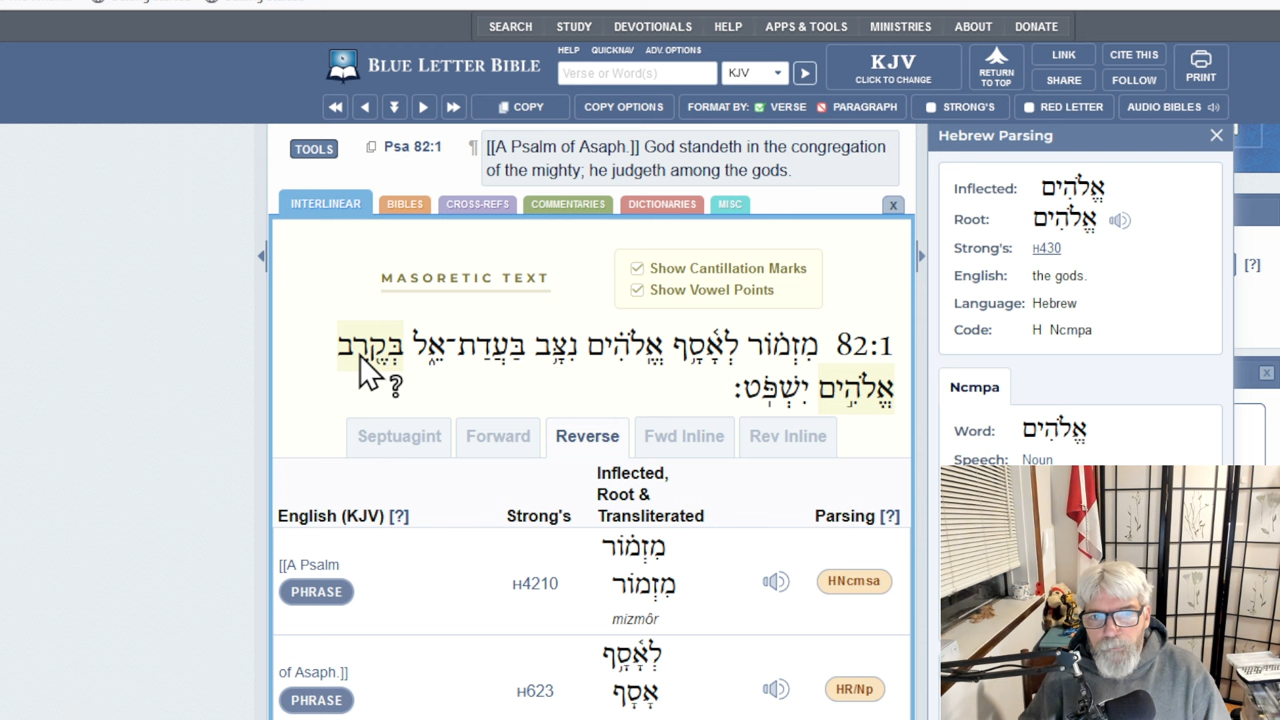 SEARCH STUDY DEVOTIONALS HELP APPS & TOOLS MINISTRIES ABOUT DONATE
BLUE LETTER BIBLE
HELP QUICKNAV ADV. OPTIONS
Verse or Word(s) KJV
KJV
CLICK TO CHANGE
RETURN
TO TOP
LINK CITE THIS
SHARE FOLLOW
PRINT
COPY COPY OPTIONS FORMAT BY: VERSE PARAGRAPH STRONG'S RED LETTER AUDIO BIBLES
TOOLS Psa 82:1 ¶ [[A Psalm of Asaph.]] God standeth in the congregation
of the mighty; he judgeth among the gods.
INTERLINEAR BIBLES CROSS-REFS COMMENTARIES DICTIONARIES MISC x
MASORETIC TEXT
Show Cantillation Marks
Show Vowel Points
82:1 מִזְמ֗וֹר לְאָ֫סָ֥ף אֱֽלֹהִ֗ים נִצָּ֥ב בַּעֲדַת־אֵ֑ל בְּקֶ֖רֶב
אֱלֹהִ֣ים יִשְׁפֹּֽט׃
Septuagint Forward Reverse Fwd Inline Rev Inline
English (KJV) [?] Strong's Inflected,
Root &
Transliterated Parsing [?]
[[A Psalm
PHRASE
H4210
מִזְמ֗וֹר
מִזְמוֹר
mizmôr
HNcmsa
of Asaph.]]
PHRASE
H623
לְאָ֫סָ֥ף
אָסָף
HR/Np
Hebrew Parsing
Inflected: אֱלֹהִים
Root: אֱלֹהִים
Strong's: H430
English: the gods.
Language: Hebrew
Code: H Ncmpa
Ncmpa
Word: אֱלֹהִים
Speech: Noun
[?]